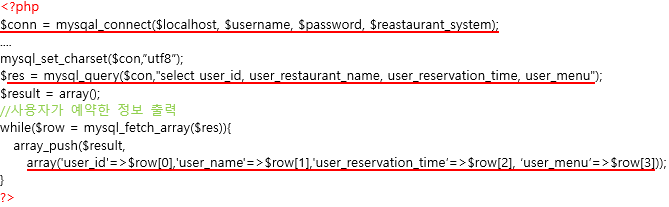 <?php
$conn = mysqal_connect($localhost, $username, $password, $reastaurant_system);
....
mysql_set_charset($con,"utf8");
$res = mysql_query($con,"select user_id, user_restaurant_name, user_reservation_time, user_menu");
$result = array();
//사용자가 예약한 정보 출력
while($row = mysql_fetch_array($res)){
array_push($result,
array('user_id'=>$row[0],'user_name'=>$row[1],'user_reservation_time’=>$row[2], ‘user_menu’=>$row[3]));
}
?>